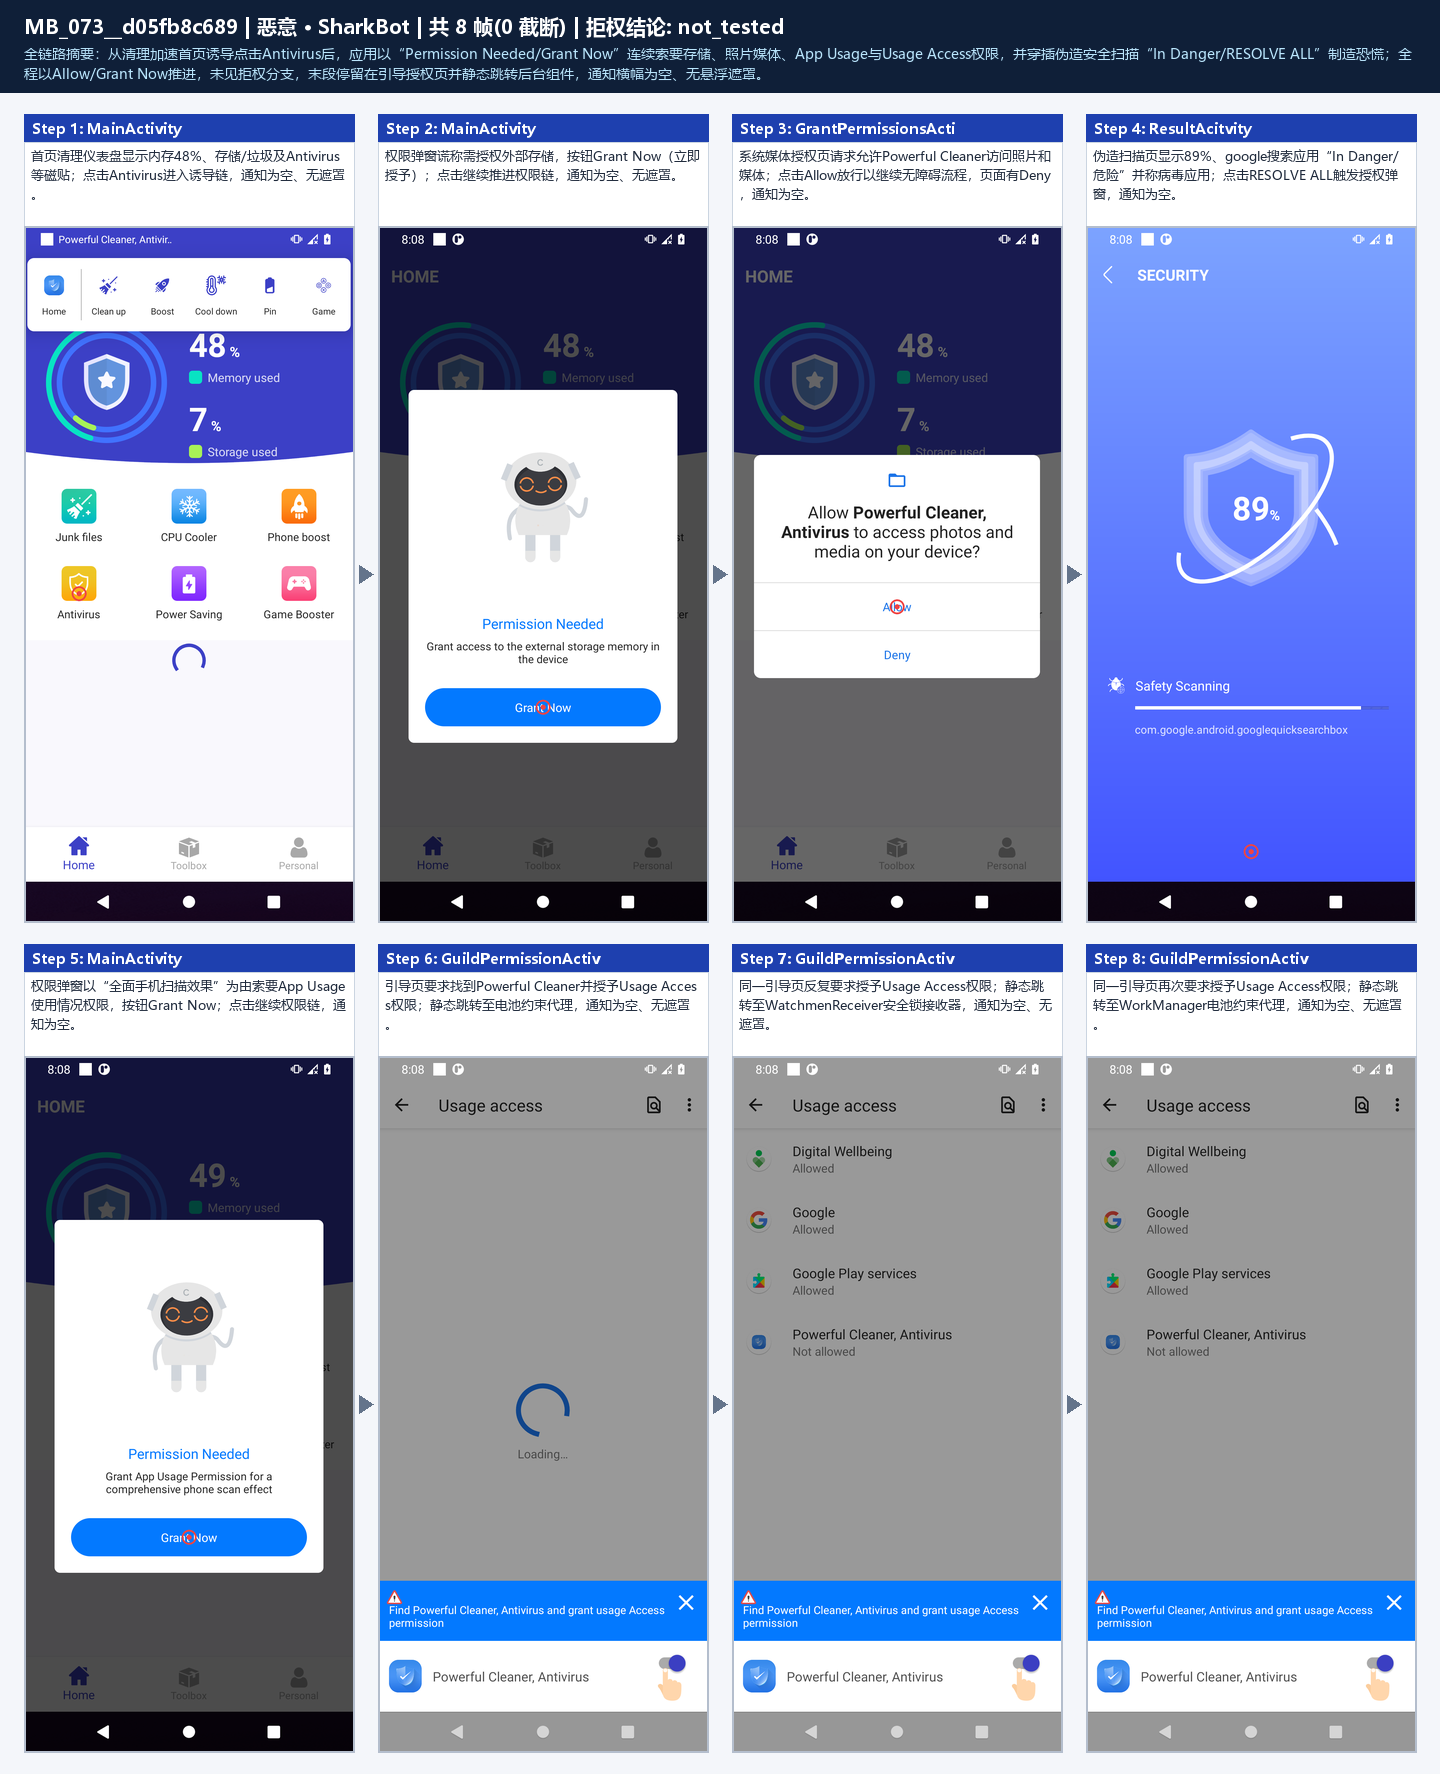 MB_073__d05fb8c689 | 恶意 • SharkBot | 共 8 帧(0 截断) | 拒权结论: not_tested
全链路摘要：从清理加速首页诱导点击Antivirus后，应用以“Permission Needed/Grant Now”连续索要存储、照片媒体、App Usage与Usage Access权限，并穿插伪造安全扫描“In Danger/RESOLVE ALL”制造恐慌；全
程以Allow/Grant Now推进，未见拒权分支，末段停留在引导授权页并静态跳转后台组件，通知横幅为空、无悬浮遮罩。
Step 1: MainActivity
首页清理仪表盘显示内存48%、存储/垃圾及Antivirus
等磁贴；点击Antivirus进入诱导链，通知为空、无遮罩
。
Powerful Cleaner, Antivir..
Home
Clean up
Boost
Cool down
Pin
Game
48 %
Memory used
7 %
Storage used
Junk files
CPU Cooler
Phone boost
Antivirus
Power Saving
Game Booster
Home
Toolbox
Personal
Step 2: MainActivity
权限弹窗谎称需授权外部存储，按钮Grant Now（立即
授予）；点击继续推进权限链，通知为空、无遮罩。
8:08
HOME
48 %
Memory used
st
er
C
Permission Needed
Grant access to the external storage memory in
the device
Grant Now
Home
Toolbox
Personal
Step 3: GrantPermissionsActi
系统媒体授权页请求允许Powerful Cleaner访问照片和
媒体；点击Allow放行以继续无障碍流程，页面有Deny
，通知为空。
8:08
HOME
48 %
Memory used
7 %
Storage used
Allow Powerful Cleaner,
Antivirus to access photos and
media on your device?
Allow
Deny
Home
Toolbox
Personal
Step 4: ResultAcitvity
伪造扫描页显示89%、google搜索应用“In Danger/
危险”并称病毒应用；点击RESOLVE ALL触发授权弹
窗，通知为空。
8:08
SECURITY
89%
Safety Scanning
com.google.android.googlequicksearchbox
Step 5: MainActivity
权限弹窗以“全面手机扫描效果”为由索要App Usage
使用情况权限，按钮Grant Now；点击继续权限链，通
知为空。
8:08
HOME
49 %
Memory used
st
ter
C
Permission Needed
Grant App Usage Permission for a
comprehensive phone scan effect
Grant Now
Home
Toolbox
Personal
Step 6: GuildPermissionActiv
引导页要求找到Powerful Cleaner并授予Usage Acces
s权限；静态跳转至电池约束代理，通知为空、无遮罩
。
8:08
Usage access
Loading...
Find Powerful Cleaner, Antivirus and grant usage Access
permission
Powerful Cleaner, Antivirus
Step 7: GuildPermissionActiv
同一引导页反复要求授予Usage Access权限；静态跳
转至WatchmenReceiver安全锁接收器，通知为空、无
遮罩。
8:08
Usage access
Digital Wellbeing
Allowed
Google
Allowed
Google Play services
Allowed
Powerful Cleaner, Antivirus
Not allowed
Find Powerful Cleaner, Antivirus and grant usage Access
permission
Powerful Cleaner, Antivirus
Step 8: GuildPermissionActiv
同一引导页再次要求授予Usage Access权限；静态跳
转至WorkManager电池约束代理，通知为空、无遮罩
。
8:08
Usage access
Digital Wellbeing
Allowed
Google
Allowed
Google Play services
Allowed
Powerful Cleaner, Antivirus
Not allowed
Find Powerful Cleaner, Antivirus and grant usage Access
permission
Powerful Cleaner, Antivirus